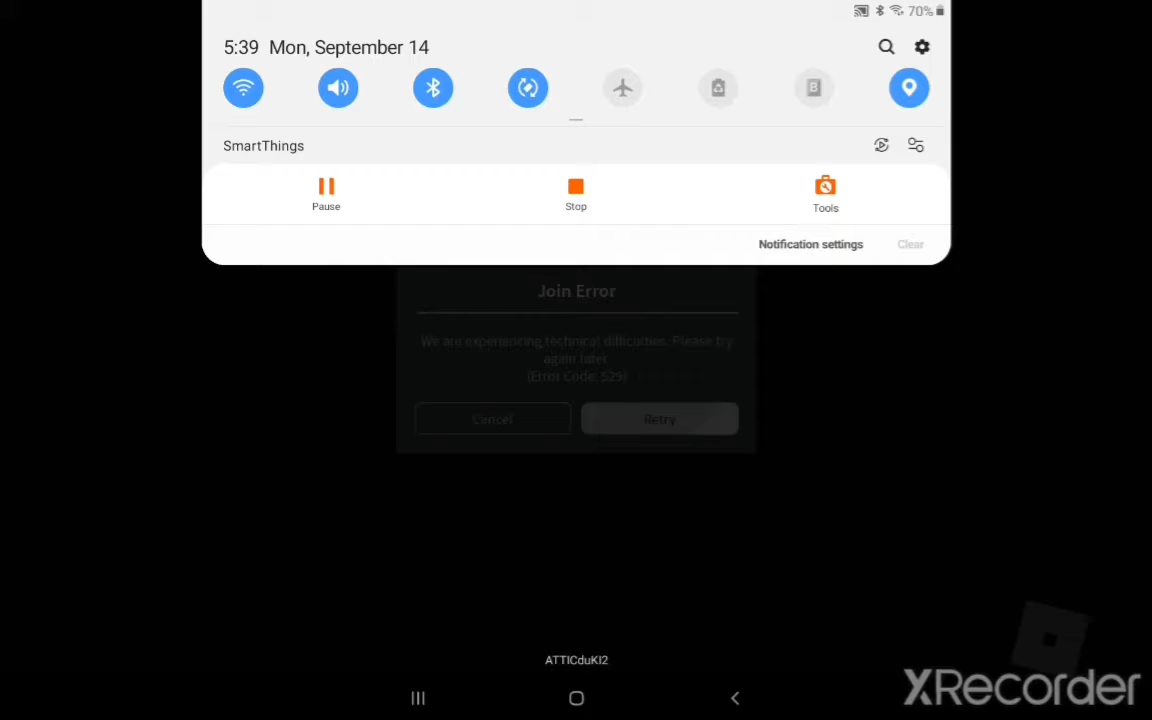 70%
5:39 Mon, September 14
B
SmartThings
Pause
Stop
Tools
Notification settings
Clear
Join Error
We are experiencing technical difficulties. Please try
again later
(Error Code: 529)
Cancel
Retry
ATTICduKI2
XRecorder